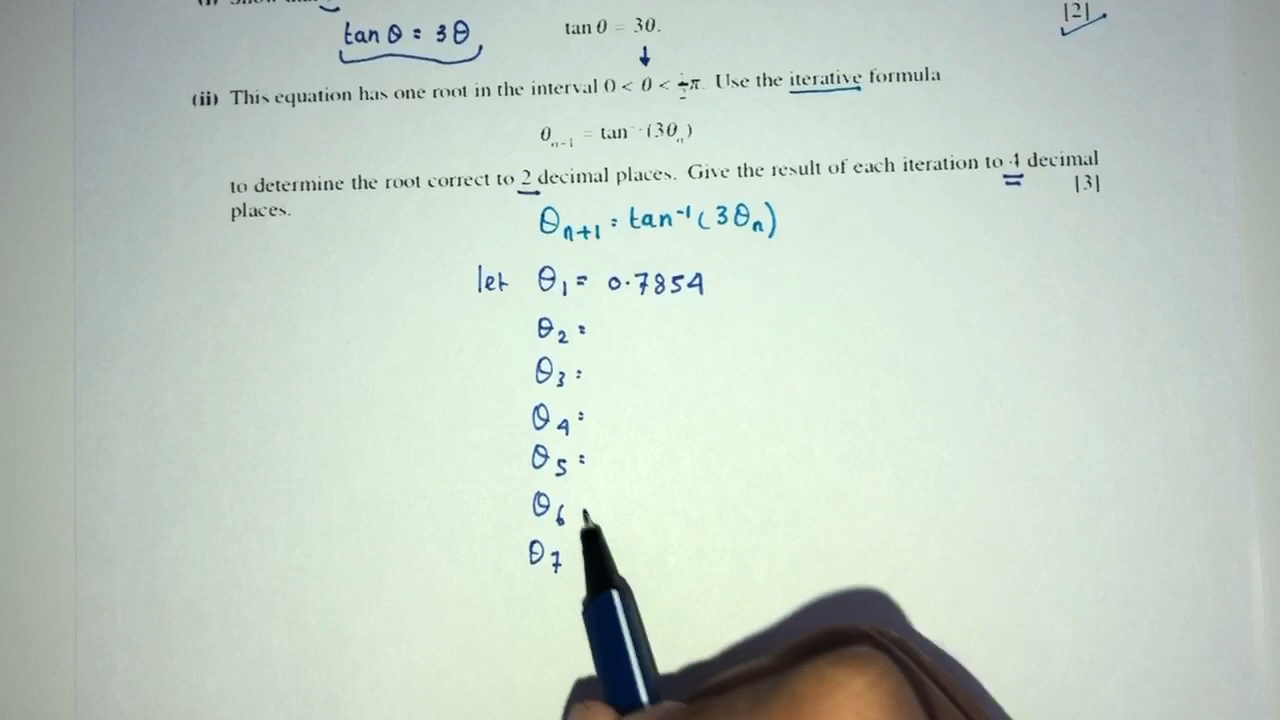 tan θ = 3θ
tan θ = 3θ.
[2]
(ii) This equation has one root in the interval 0 < θ < ½π. Use the iterative formula
θn+1 = tan⁻¹(3θn)
to determine the root correct to 2 decimal places. Give the result of each iteration to 4 decimal
places.
[3]
θn+1 = tan⁻¹(3θn)
let θ1 = 0.7854
θ2 =
θ3 =
θ4 =
θ5 =
θ6
θ7